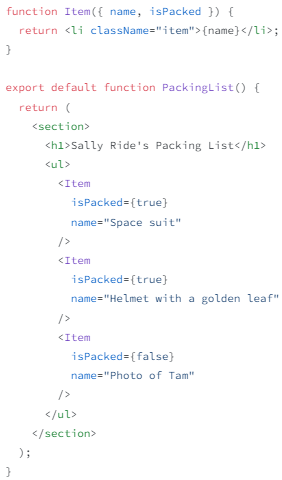 function Item({ name, isPacked }) {
  return <li className="item">{name}</li>;
}

export default function PackingList() {
  return (
    <section>
      <h1>Sally Ride's Packing List</h1>
      <ul>
        <Item
          isPacked={true}
          name="Space suit"
        />
        <Item
          isPacked={true}
          name="Helmet with a golden leaf"
        />
        <Item
          isPacked={false}
          name="Photo of Tam"
        />
      </ul>
    </section>
  );
}